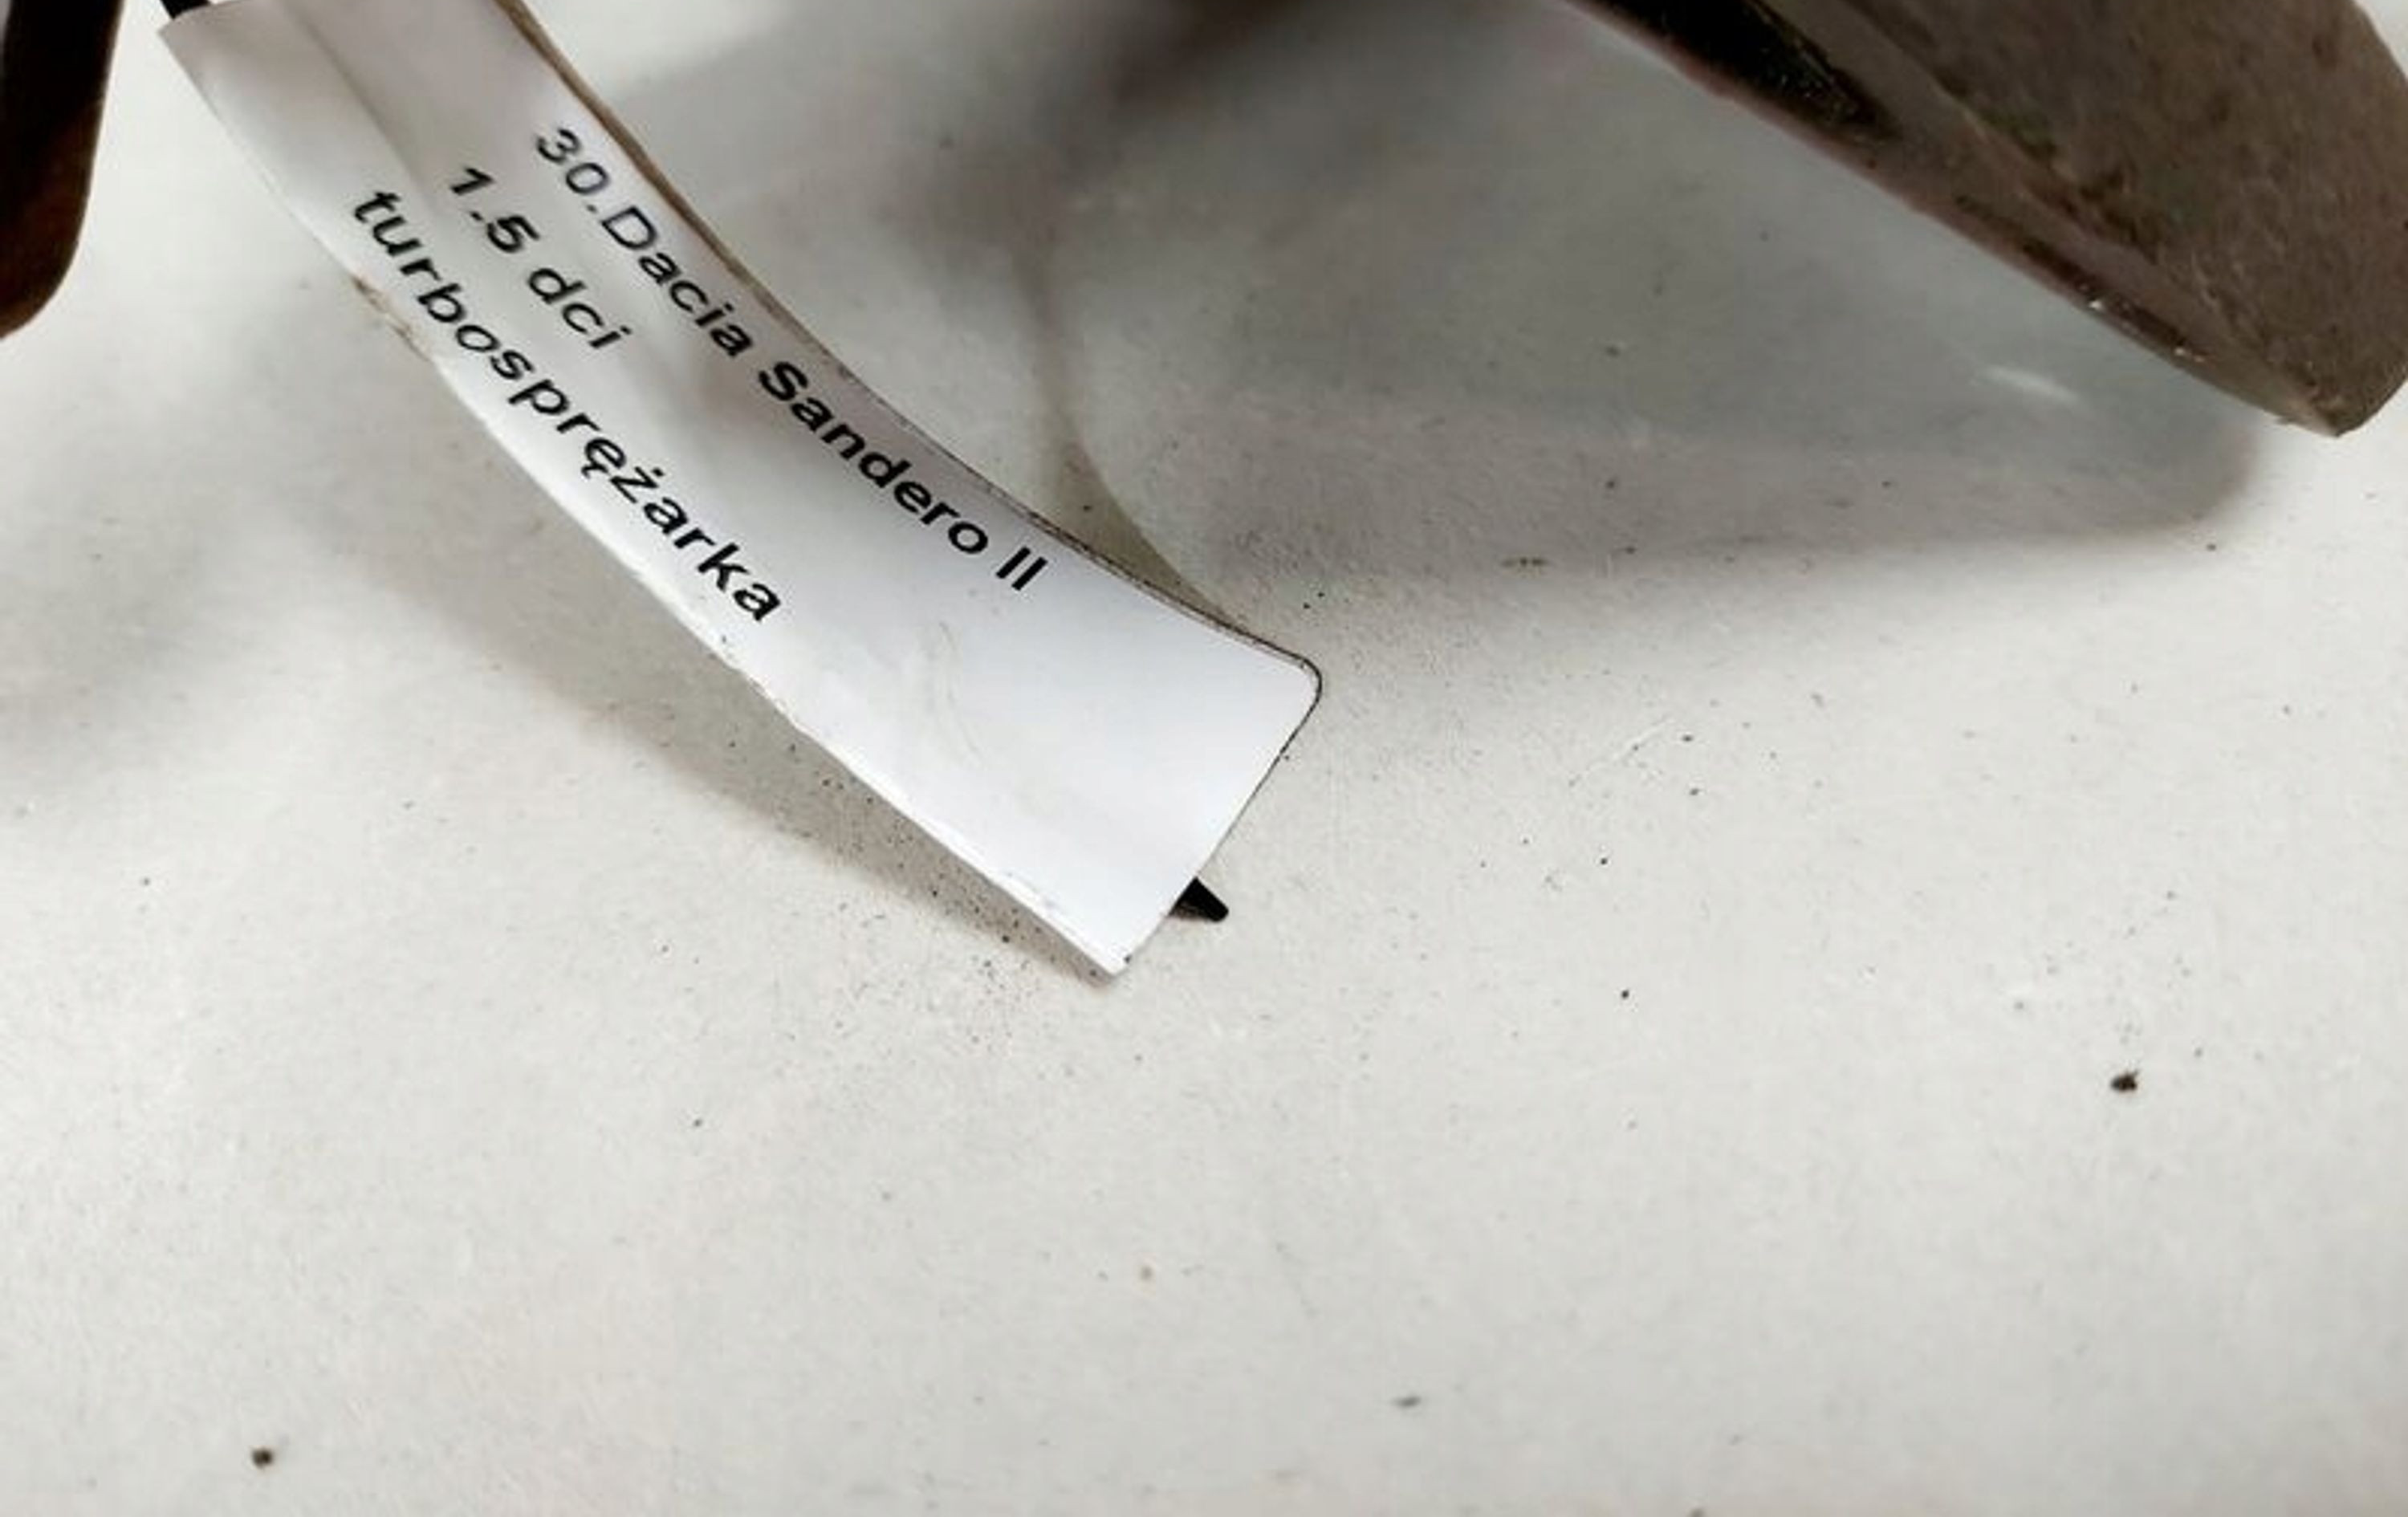 30.Dacia Sandero II
1.5 dci
turbosprężarka